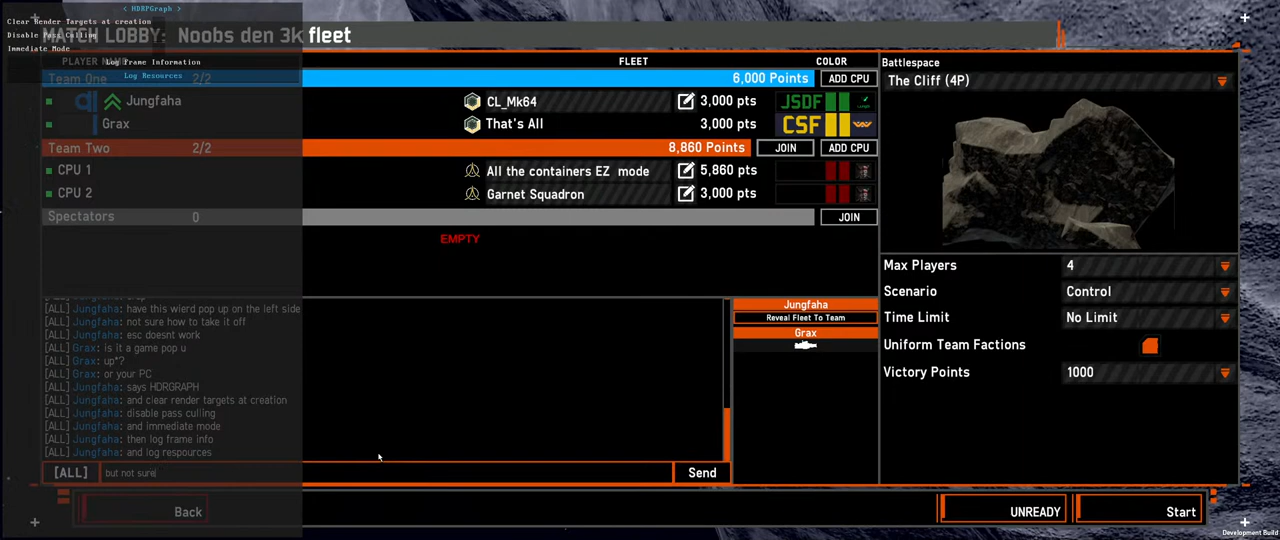 < HDRPGraph >
Clear Render Targets at creation
Disable Pass Culling
Immediate Mode
Log Frame Information
Log Resources
MATCH LOBBY: Noobs den 3k fleet
PLAYER NAME FLEET COLOR
Team One 2/2 6,000 Points ADD CPU
Jungfaha CL_Mk64 3,000 pts JSDF
Grax That's All 3,000 pts CSF
Team Two 2/2 8,860 Points JOIN ADD CPU
CPU 1 All the containers EZ mode 5,860 pts
CPU 2 Garnet Squadron 3,000 pts
Spectators 0 JOIN
EMPTY
[ALL] Jungfaha: have this wierd pop up on the left side
[ALL] Jungfaha: not sure how to take it off
[ALL] Jungfaha: esc doesnt work
[ALL] Grax: is it a game pop u
[ALL] Grax: up*?
[ALL] Grax: or your PC
[ALL] Jungfaha: says HDRGRAPH
[ALL] Jungfaha: and clear render targets at creation
[ALL] Jungfaha: disable pass culling
[ALL] Jungfaha: and immediate mode
[ALL] Jungfaha: then log frame info
[ALL] Jungfaha: and log respources
[ALL] but not sure Send
Jungfaha
Reveal Fleet To Team
Grax
Battlespace
The Cliff (4P)
Max Players 4
Scenario Control
Time Limit No Limit
Uniform Team Factions
Victory Points 1000
Back UNREADY Start
Development Build